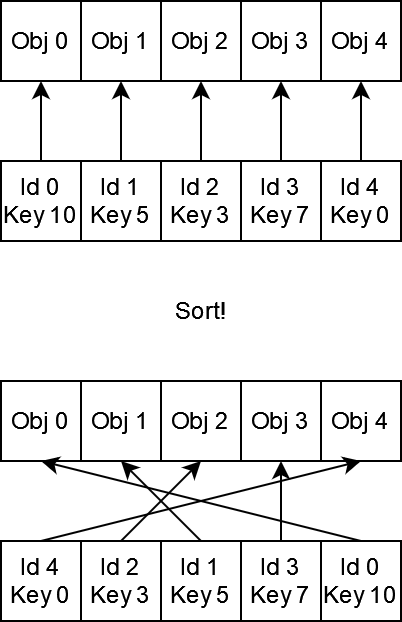 Obj 0 Obj 1 Obj 2 Obj 3 Obj 4
Id 0 Id 1 Id 2 Id 3 Id 4
Key 10 Key 5 Key 3 Key 7 Key 0
Sort!
Obj 0 Obj 1 Obj 2 Obj 3 Obj 4
Id 4 Id 2 Id 1 Id 3 Id 0
Key 0 Key 3 Key 5 Key 7 Key 10